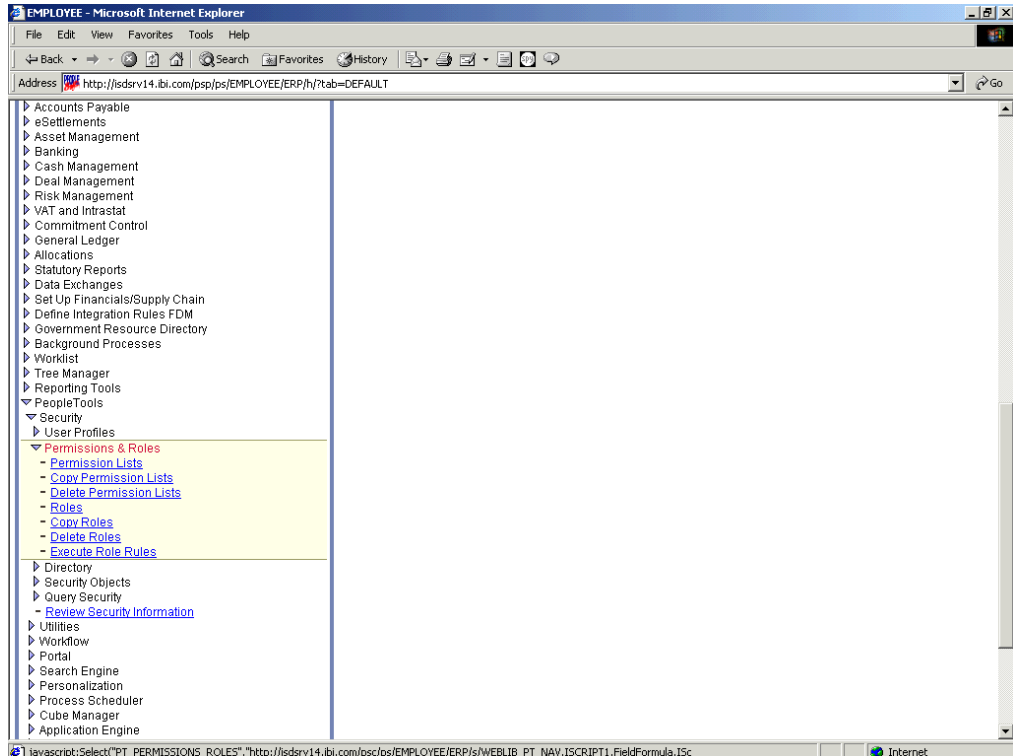 EMPLOYEE - Microsoft Internet Explorer
File Edit View Favorites Tools Help
Back Search Favorites History
Address http://isdsrv14.ibi.com/psp/ps/EMPLOYEE/ERP/h/?tab=DEFAULT Go
Accounts Payable
eSettlements
Asset Management
Banking
Cash Management
Deal Management
Risk Management
VAT and Intrastat
Commitment Control
General Ledger
Allocations
Statutory Reports
Data Exchanges
Set Up Financials/Supply Chain
Define Integration Rules FDM
Government Resource Directory
Background Processes
Worklist
Tree Manager
Reporting Tools
PeopleTools
Security
User Profiles
Permissions & Roles
- Permission Lists
- Copy Permission Lists
- Delete Permission Lists
- Roles
- Copy Roles
- Delete Roles
- Execute Role Rules
Directory
Security Objects
Query Security
- Review Security Information
Utilities
Workflow
Portal
Search Engine
Personalization
Process Scheduler
Cube Manager
Application Engine
javascript:Select("PT_PERMISSIONS_ROLES","http://isdsrv14.ibi.com/psc/ps/EMPLOYEE/ERP/s/WEBLIB_PT_NAV.ISCRIPT1.FieldFormula.ISc Internet